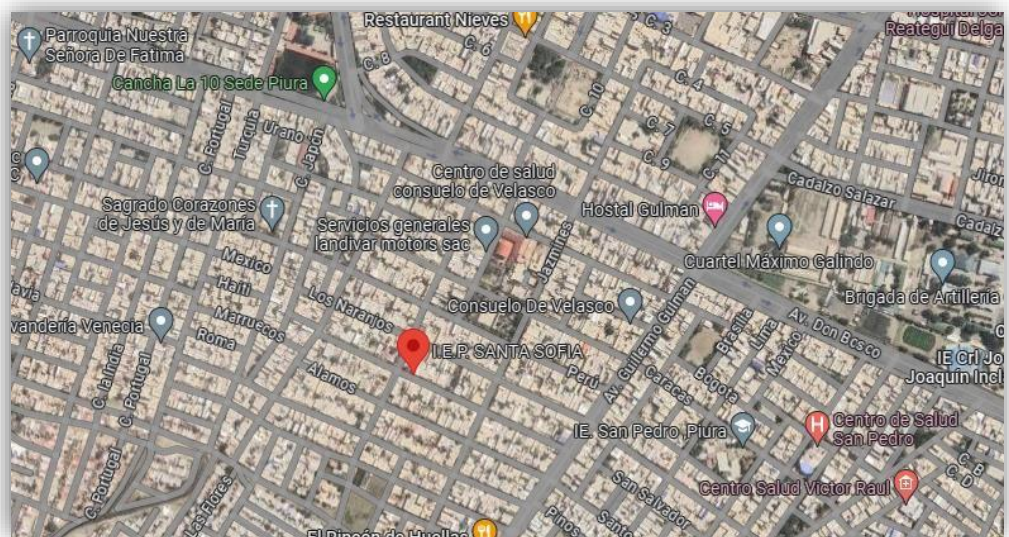 Restaurant Nieves
C. 3
Reategui Delga
Parroquia Nuestra
Señora De Fatima
C. 6
C. 8
C. 4
Cancha La 10 Sede Piura
C. 10
C. 5
C. 7
Urano
C. Portugal
Turquia
C. Japón
C. 9
C. 11
Jiron
Centro de salud
consuelo de Velasco
Cadalzo Salazar
Cadalz
Sagrado Corazones
de Jesús y de María
Servicios generales
landivar motors sac
Hostal Gulman
Jazmines
Cuartel Máximo Galindo
Mexico
Haiti
Brigada de Artilleria
Los Naranjos
Consuelo De Velasco
Av. Guillermo Gulman
Marruecos
Roma
vandería Venecia
Brasilia
Lima
Mexico
Av. Don Bosco
I.E.P. SANTA SOFIA
IE Crl Jo
Joaquin Incl
Perú
Caracas
Bogota
Alamos
C. la India
C. Portugal
IE. San Pedro ,Piura
Centro de Salud
San Pedro
C. B
C. D
C. Portugal
Las Flores
San Salvador
Centro Salud Victor Raul
Pinos
Santo
El Rincón de Huellas